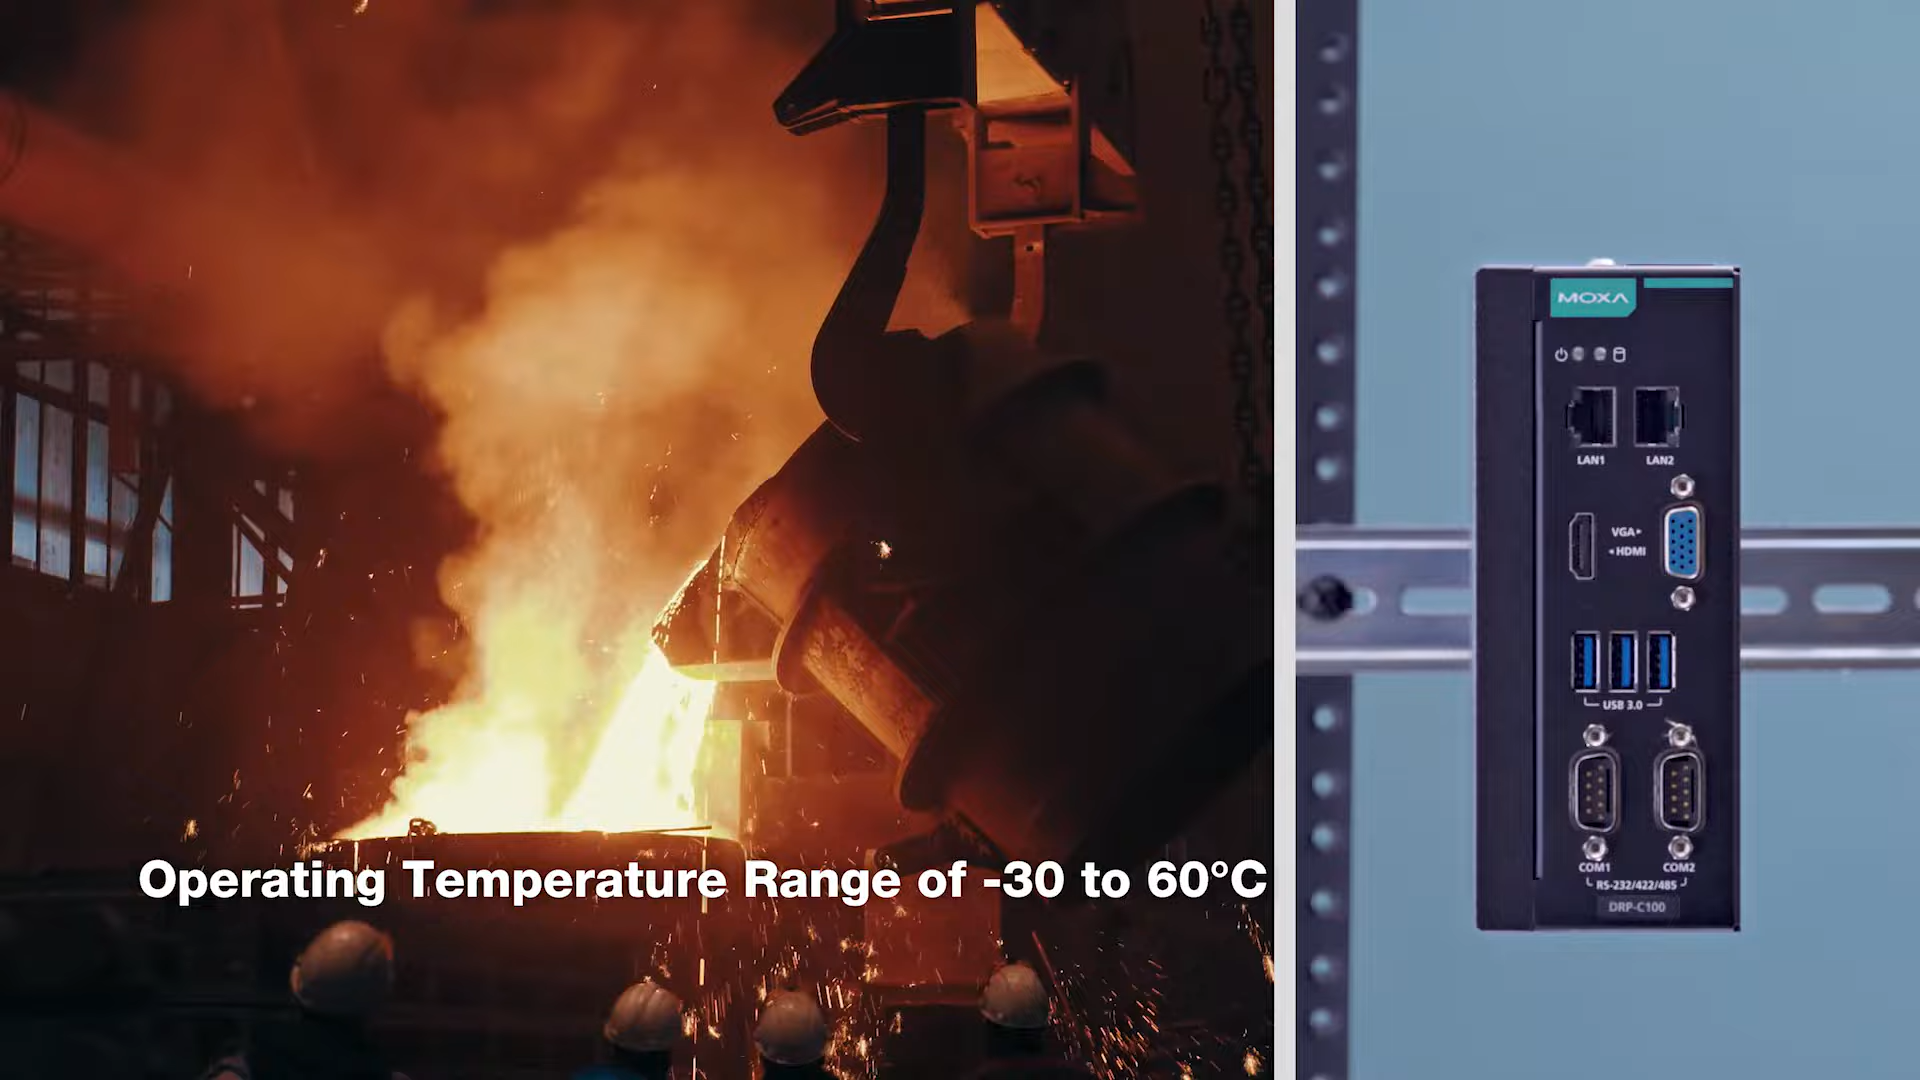 Operating Temperature Range of -30 to 60°C
MOXA
LAN1 LAN2
VGA
HDMI
USB 3.0
COM1 COM2
RS-232/422/485
DRP-C100